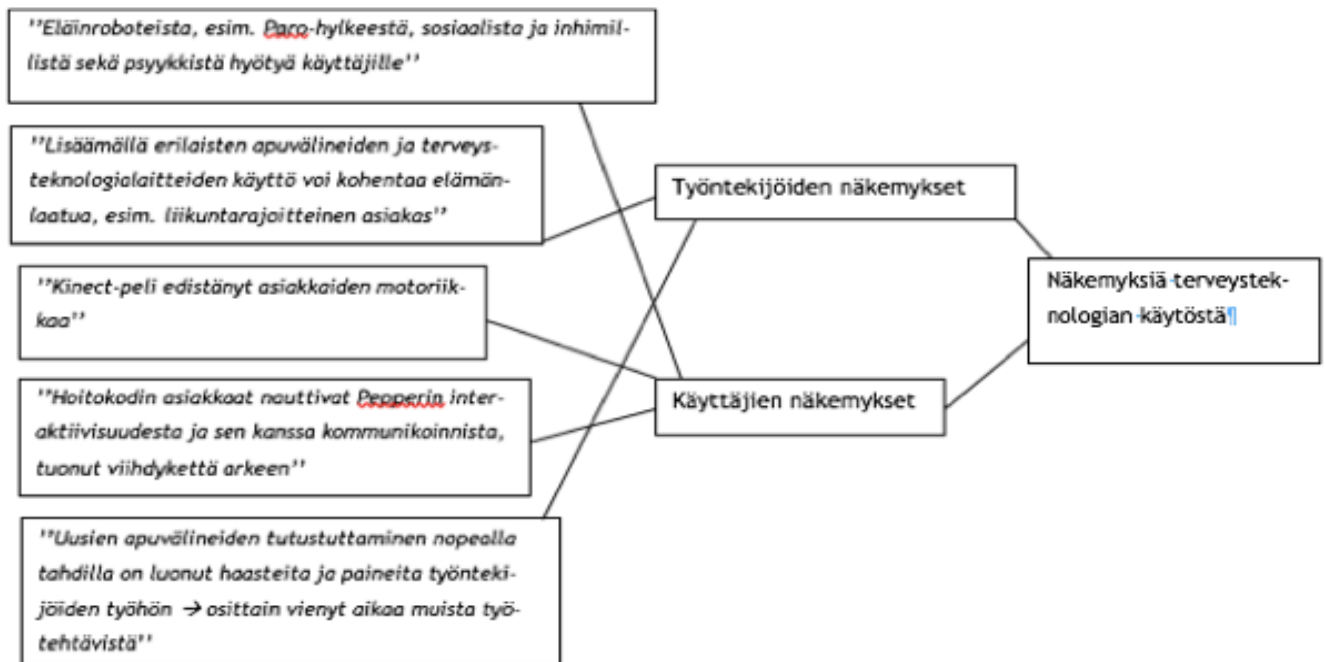 ’’Eläinroboteista, esim. Paro-hylkeestä, sosiaalista ja inhimil-
listä sekä psyykkistä hyötyä käyttäjille’’
’’Lisäämällä erilaisten apuvälineiden ja terveys-
teknologialaitteiden käyttö voi kohentaa elämän-
laatua, esim. liikuntarajoitteinen asiakas’’
’’Kinect-peli edistänyt asiakkaiden motoriik-
kaa’’
’’Hoitokodin asiakkaat nauttivat Pepperin inter-
aktiivisuudesta ja sen kanssa kommunikoinnista,
tuonut viihdykettä arkeen’’
’’Uusien apuvälineiden tutustuttaminen nopealla
tahdilla on luonut haasteita ja paineita työnteki-
jöiden työhön → osittain vienyt aikaa muista työ-
tehtävistä’’
Työntekijöiden näkemykset
Käyttäjien näkemykset
Näkemyksiä terveystek-
nologian käytöstä¶